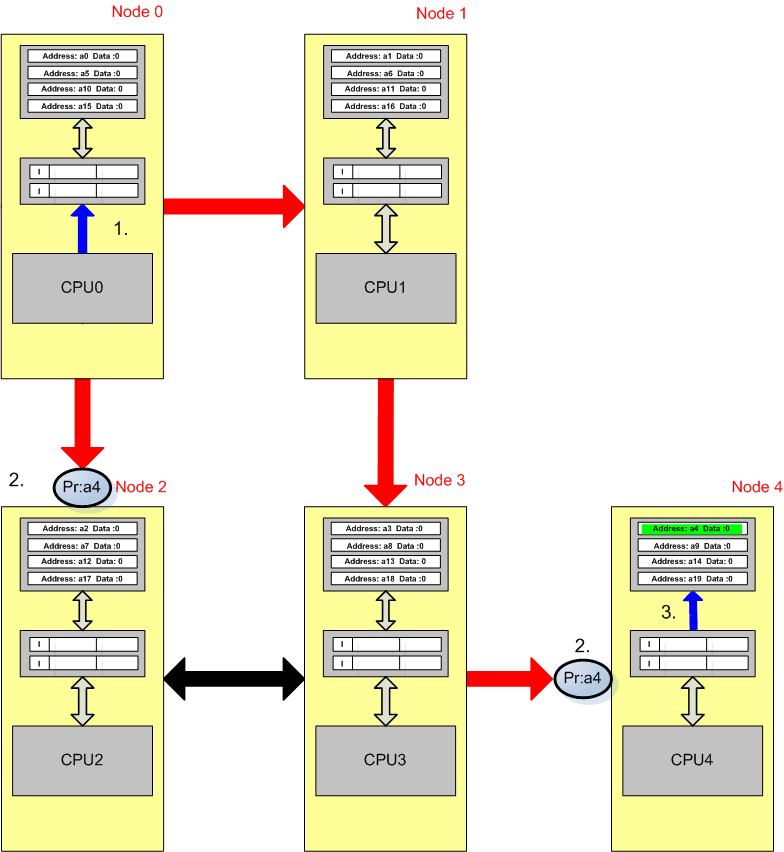 Node 0
Node 1
Address: a0 Data :0
Address: a5 Data :0
Address: a10 Data: 0
Address: a15 Data :0
Address: a1 Data :0
Address: a6 Data :0
Address: a11 Data: 0
Address: a16 Data :0
I
I
I
I
1.
CPU0
CPU1
2.
Pr:a4
Node 2
Node 3
Node 4
Address: a2 Data :0
Address: a7 Data :0
Address: a12 Data :0
Address: a17 Data :0
Address: a3 Data :0
Address: a8 Data :0
Address: a13 Data :0
Address: a18 Data :0
Address: a4 Data :0
Address: a9 Data :0
Address: a14 Data :0
Address: a19 Data :0
3.
I
I
I
I
I
I
2.
Pr:a4
CPU2
CPU3
CPU4